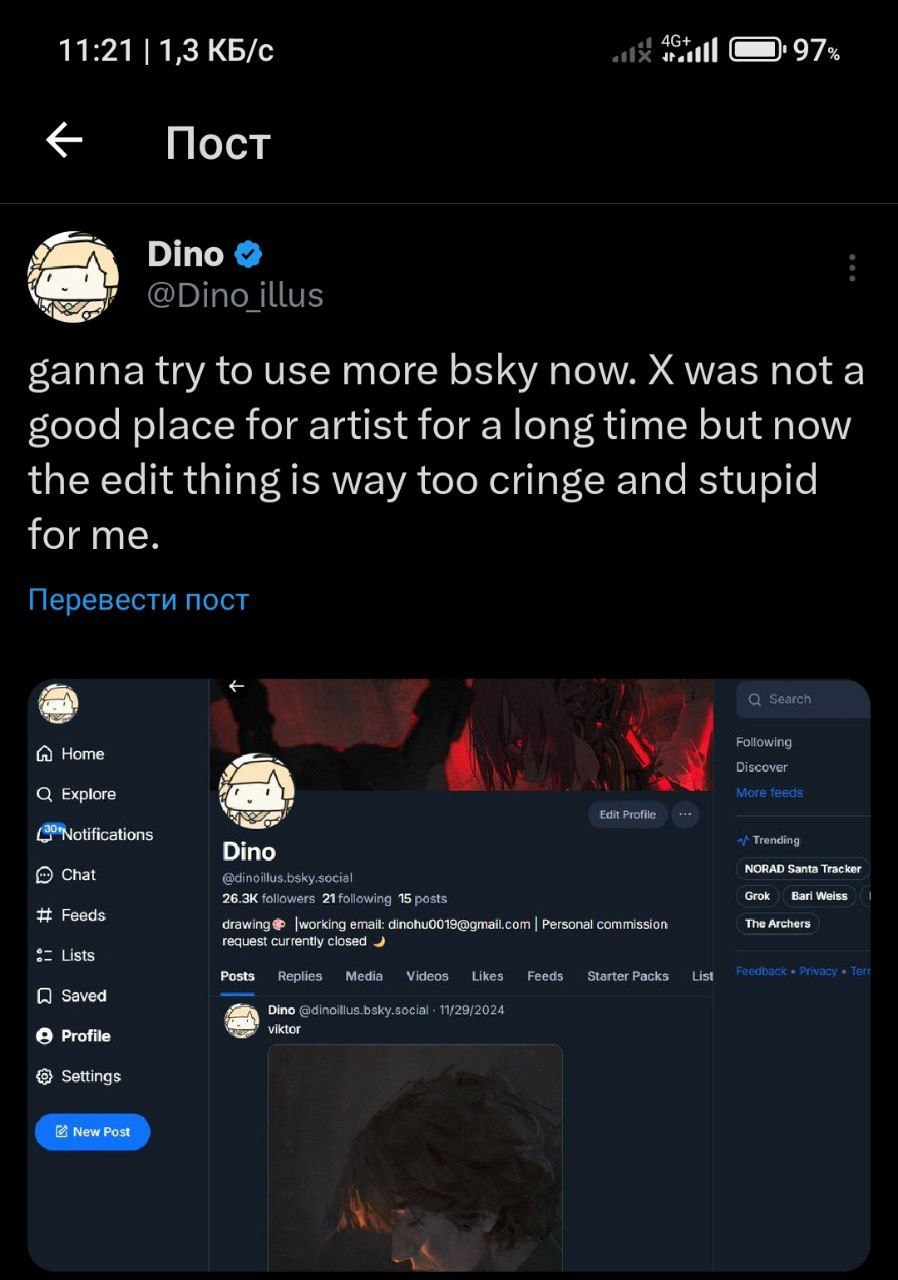 11:21 | 1,3 КБ/с
4G+
97%
Пост
Dino
@Dino_illus
ganna try to use more bsky now. X was not a
good place for artist for a long time but now
the edit thing is way too cringe and stupid
for me.
Перевести пост
Home
Explore
30+
Notifications
Chat
Feeds
Lists
Saved
Profile
Settings
New Post
Edit Profile
Dino
@dinoillus.bsky.social
26.3K followers 21 following 15 posts
drawing🎨 |working email: dinohu0019@gmail.com | Personal commission
request currently closed 🌙
Posts Replies Media Videos Likes Feeds Starter Packs List
Dino @dinoillus.bsky.social · 11/29/2024
viktor
Search
Following
Discover
More feeds
Trending
NORAD Santa Tracker
Grok Bari Weiss
The Archers
Feedback • Privacy • Terr